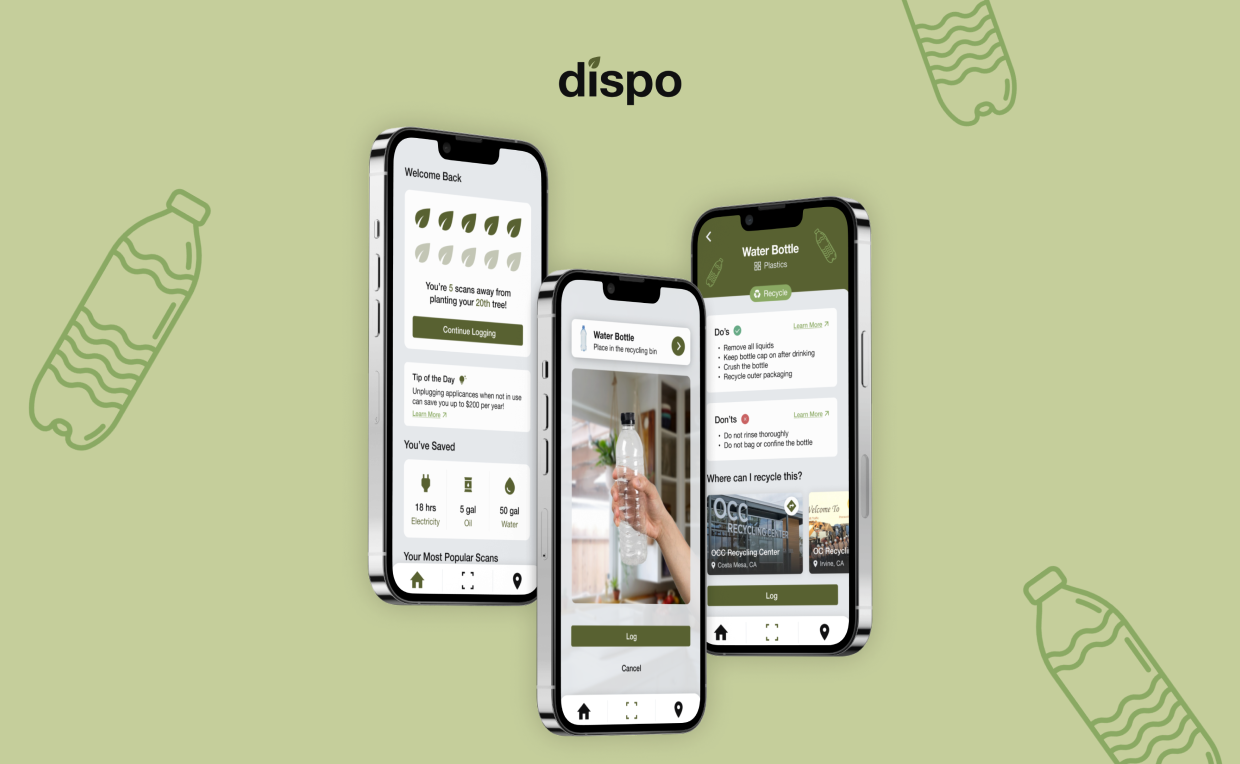 dispo
Welcome Back
You're 5 scans away from
planting your 20th tree!
Continue Logging
Tip of the Day
Unplugging applicances when not in use
can save you up to $200 per year!
Learn More
You've Saved
18 hrs
Electricity
5 gal
Oil
50 gal
Water
Your Most Popular Scans
Water Bottle
Place in the recycling bin
Log
Cancel
Water Bottle
Plastics
Recycle
Do's
Learn More
• Remove all liquids
• Keep bottle cap on after drinking
• Crush the bottle
• Recycle outer packaging
Don'ts
Learn More
• Do not rinse thoroughly
• Do not bag or confine the bottle
Where can I recycle this?
OCC
RECYCLING CENTER
OCC Recycling Center
Costa Mesa, CA
Welcome To
OC Recycli
Irvine, CA
Log